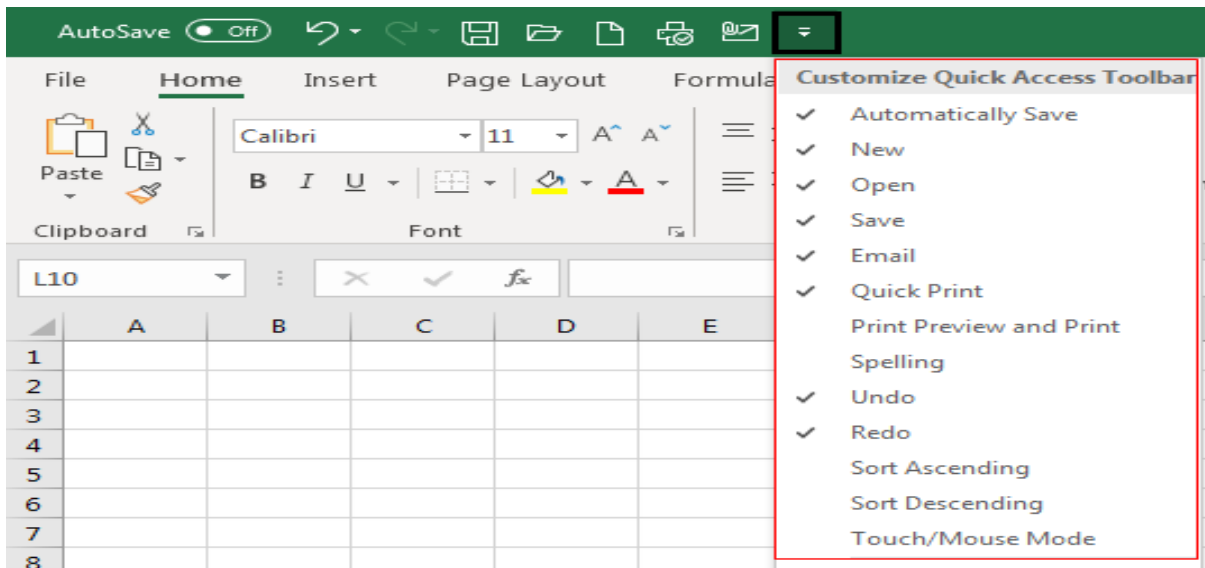 AutoSave Off
File Home Insert Page Layout Formula
Customize Quick Access Toolbar
Automatically Save
New
Open
Save
Email
Quick Print
Print Preview and Print
Spelling
Undo
Redo
Sort Ascending
Sort Descending
Touch/Mouse Mode
Paste
Calibri 11 A A
B I U A
Clipboard Font
L10 fx
A B C D E
1
2
3
4
5
6
7
8